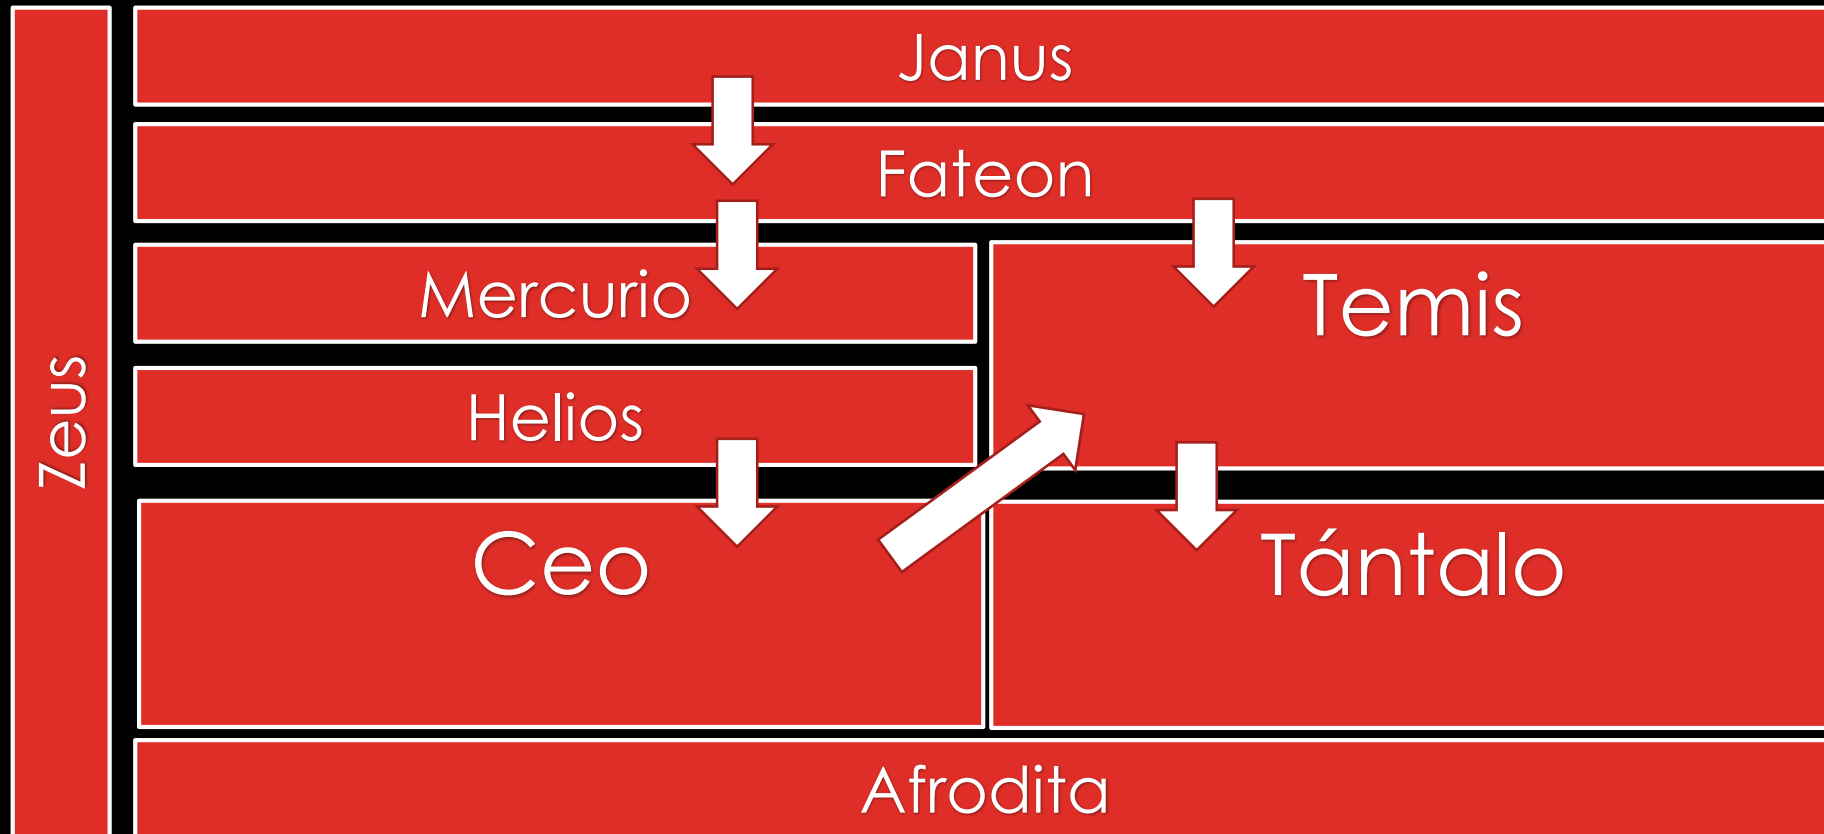 Zeus
Janus
Fateon
Mercurio
Temis
Helios
Ceo
Tántalo
Afrodita